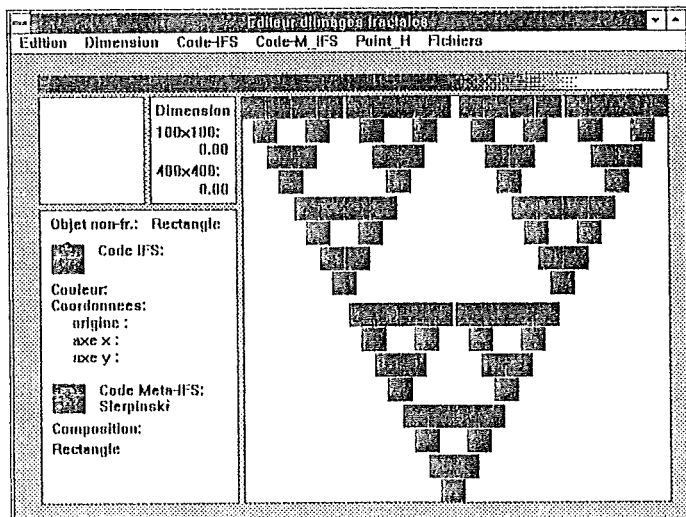 Editeur d'images fractales
Edition Dimension Code-IFS Code-M_IFS Point_H Fichiers
Dimension
100x100:
0.00
400x400:
0.00
Objet non-fr.: Rectangle
Code IFS:
Couleur:
Coordonnees:
origine :
axe x :
axe y :
Code Meta-IFS:
Sierpinski
Composition:
Rectangle